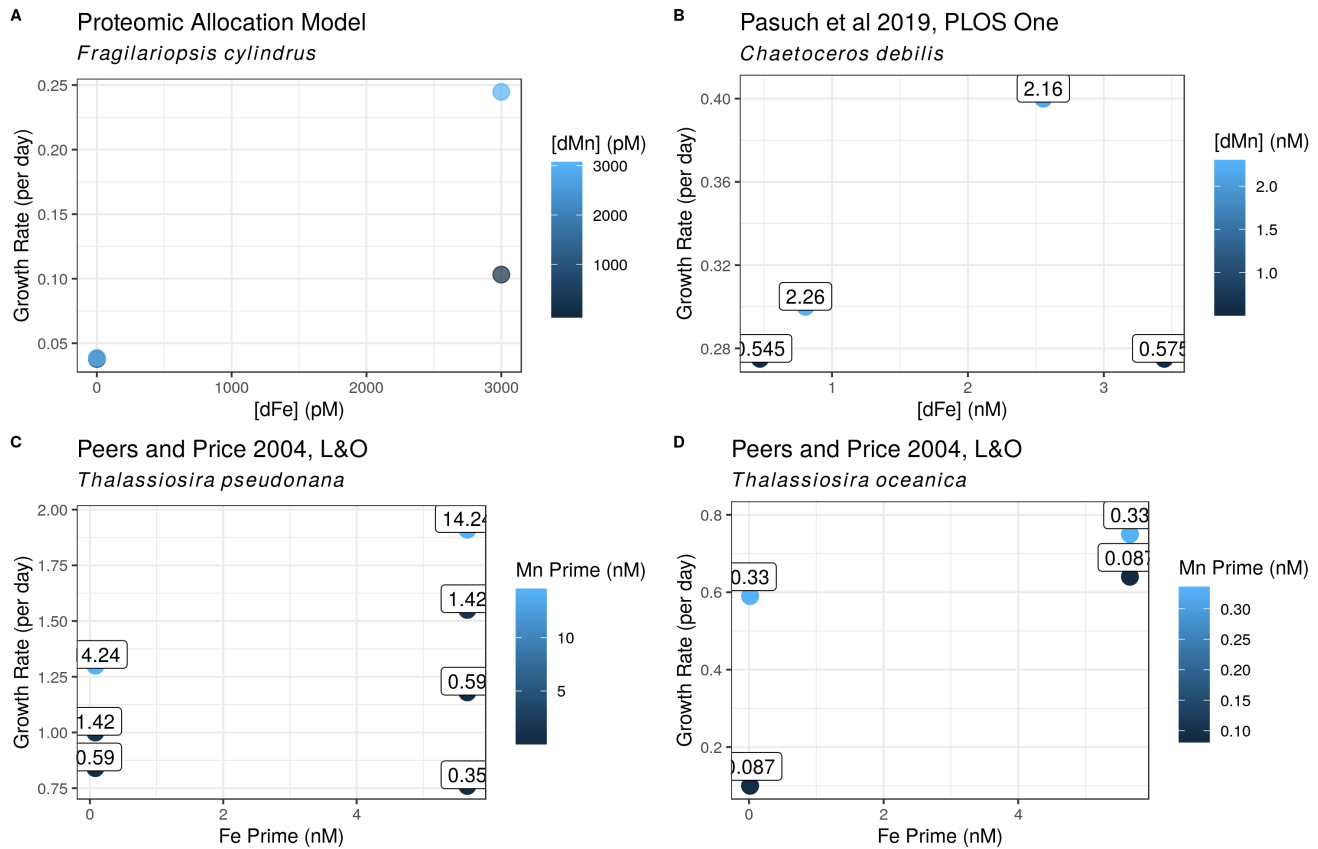 A
Proteomic Allocation Model
Fragilariopsis cylindrus
Growth Rate (per day)
0.25
0.20
0.15
0.10
0.05
0
1000
2000
3000
[dFe] (pM)
[dMn] (pM)
3000
2000
1000
B
Pasuch et al 2019, PLOS One
Chaetoceros debilis
Growth Rate (per day)
0.40
0.36
0.32
0.28
2.16
2.26
0.545
0.575
1
2
3
[dFe] (nM)
[dMn] (nM)
2.0
1.5
1.0
C
Peers and Price 2004, L&O
Thalassiosira pseudonana
Growth Rate (per day)
2.00
1.75
1.50
1.25
1.00
0.75
14.24
1.42
4.24
0.59
1.42
0.59
0.35
0
2
4
Fe Prime (nM)
Mn Prime (nM)
10
5
D
Peers and Price 2004, L&O
Thalassiosira oceanica
Growth Rate (per day)
0.8
0.6
0.4
0.2
0.33
0.087
0.33
0.087
0
2
4
Fe Prime (nM)
Mn Prime (nM)
0.30
0.25
0.20
0.15
0.10